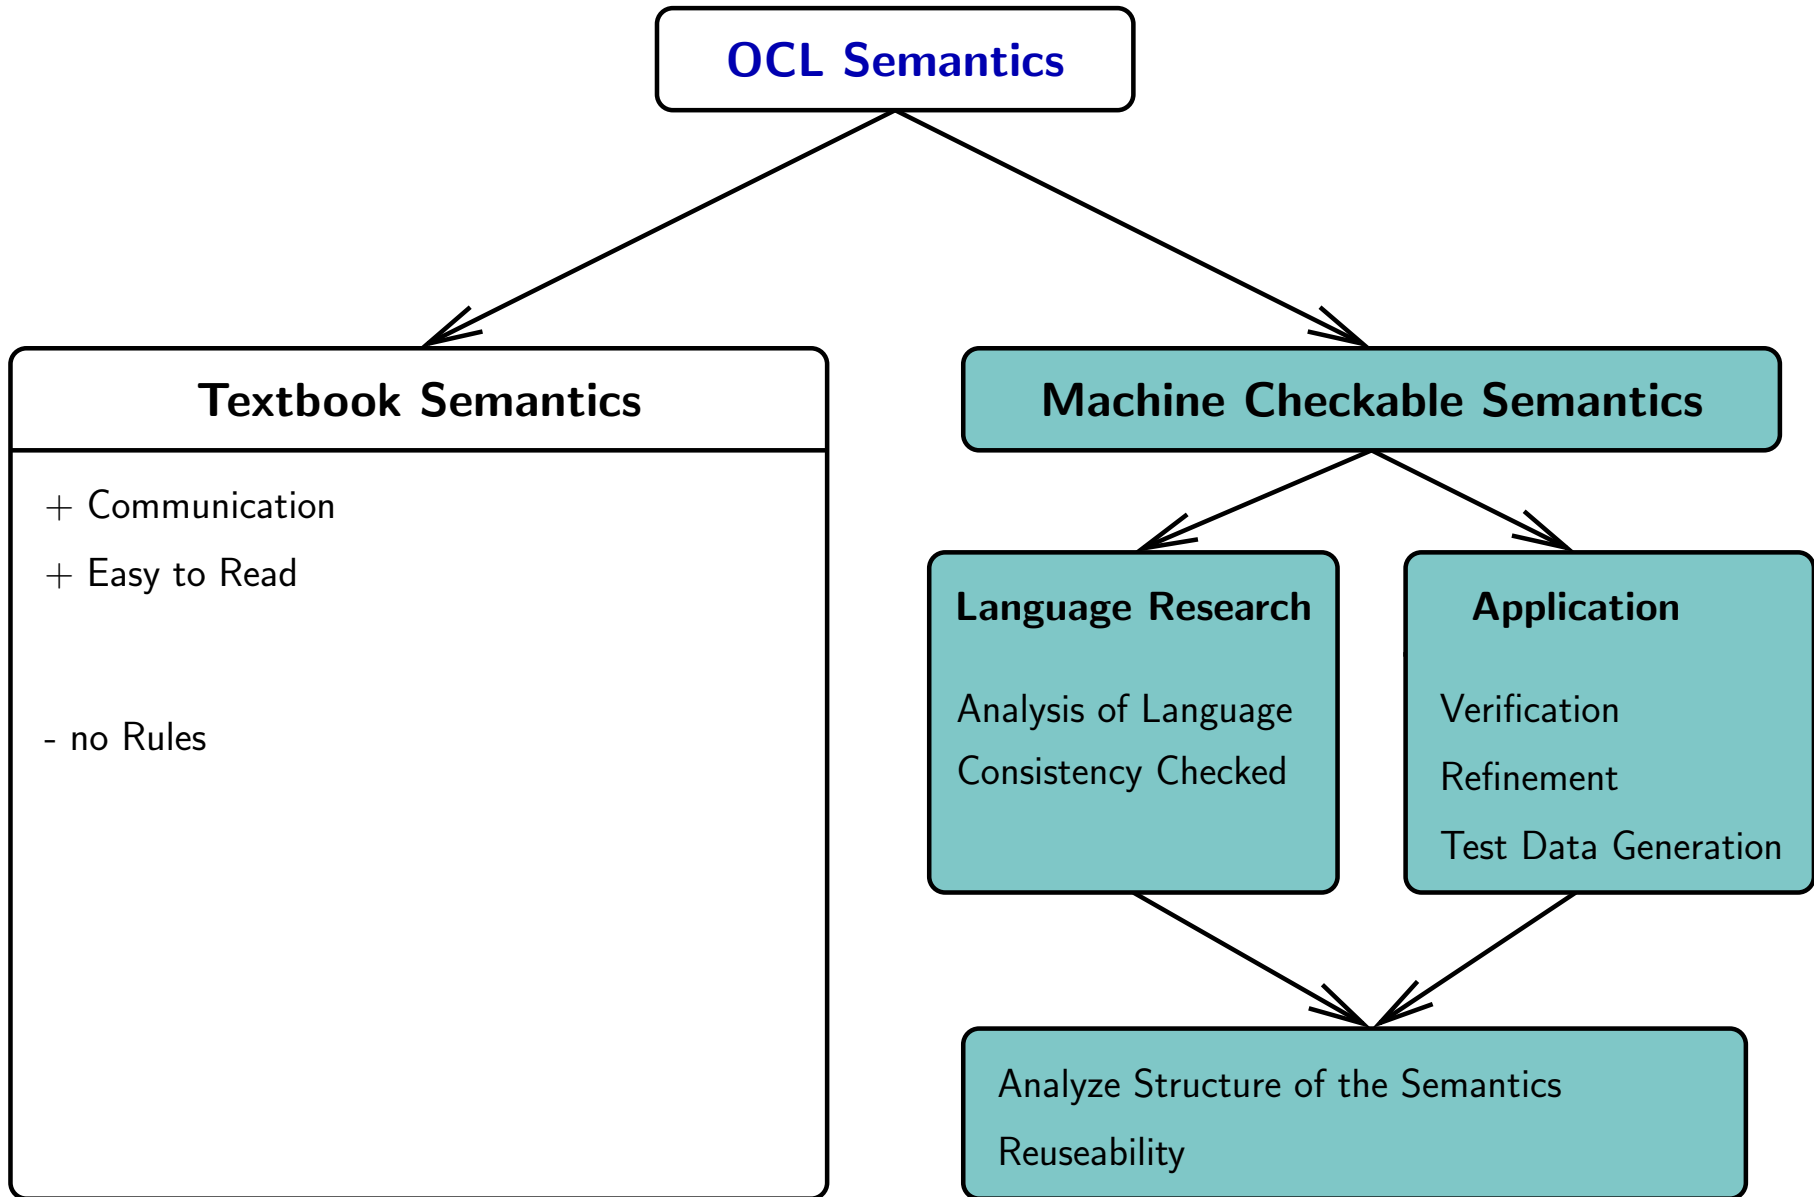 OCL Semantics
Textbook Semantics
+ Communication
+ Easy to Read
- no Rules
Machine Checkable Semantics
Language Research
Analysis of Language
Consistency Checked
Application
Verification
Refinement
Test Data Generation
Analyze Structure of the Semantics
Reuseability